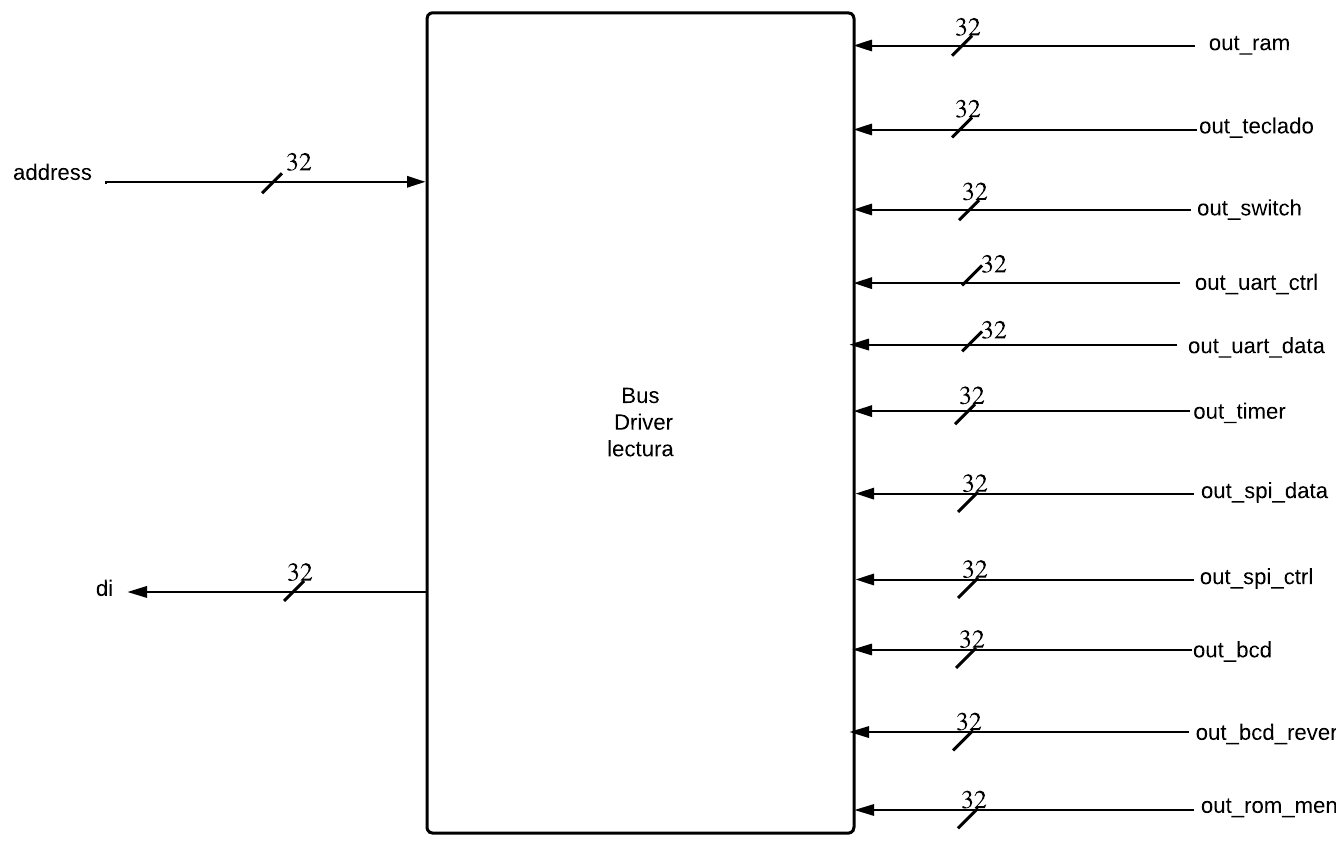 32
out_ram
32
out_teclado
address
32
32
out_switch
32
out_uart_ctrl
32
out_uart_data
Bus
Driver
lectura
32
out_timer
32
out_spi_data
di
32
32
out_spi_ctrl
32
out_bcd
32
out_bcd_rever
32
out_rom_men